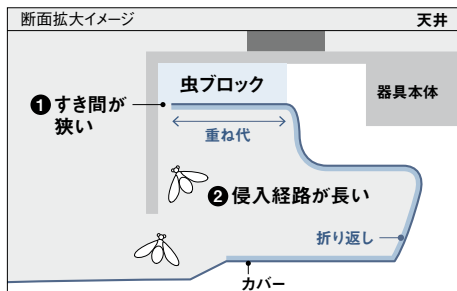 断面拡大イメージ
天井
虫ブロック
器具本体
❶すき間が
狭い
重ね代
❷侵入経路が長い
折り返し
カバー